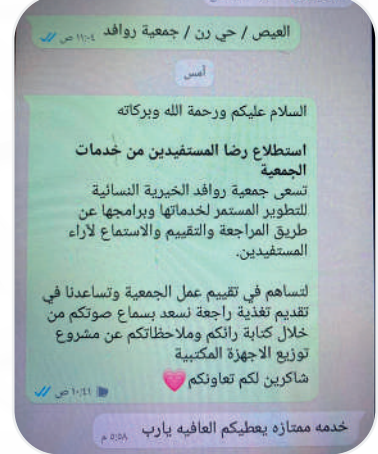 العيص / حي رن / جمعية روافد ١١:٠٤ ص
أمس
السلام عليكم ورحمة الله وبركاته
استطلاع رضا المستفيدين من خدمات
الجمعية
تسعى جمعية روافد الخيرية النسائية
للتطوير المستمر لخدماتها وبرامجها عن
طريق المراجعة والتقييم والاستماع لآراء
المستفيدين.
لتساهم في تقييم عمل الجمعية وتساعدنا في
تقديم تغذية راجعة نسعد بسماع صوتكم من
خلال كتابة رائكم وملاحظاتكم عن مشروع
توزيع الاجهزة المكتبية
شاكرين لكم تعاونكم💗
١٠:٤١ ص
خدمه ممتازه يعطيكم العافيه يارب
٥:٥٨ م